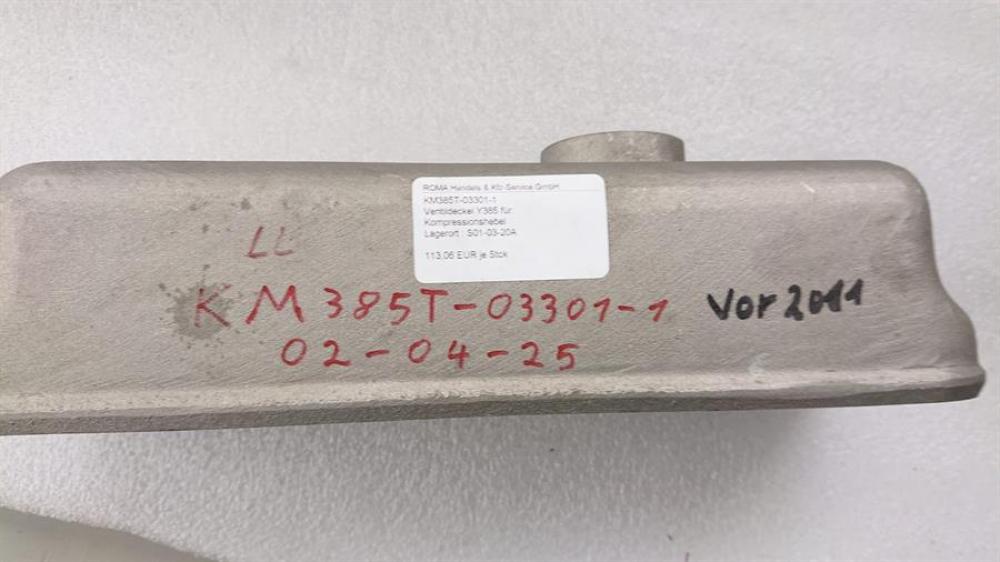 ROMA Handels & Kfz-Service GmbH
KM385T-03301-1
Ventildeckel Y385 für
Kompressionshebel
Lagerort : S01-03-20A
113,06 EUR je Stck
LL
KM385T-03301-1 Vor 2011
02-04-25